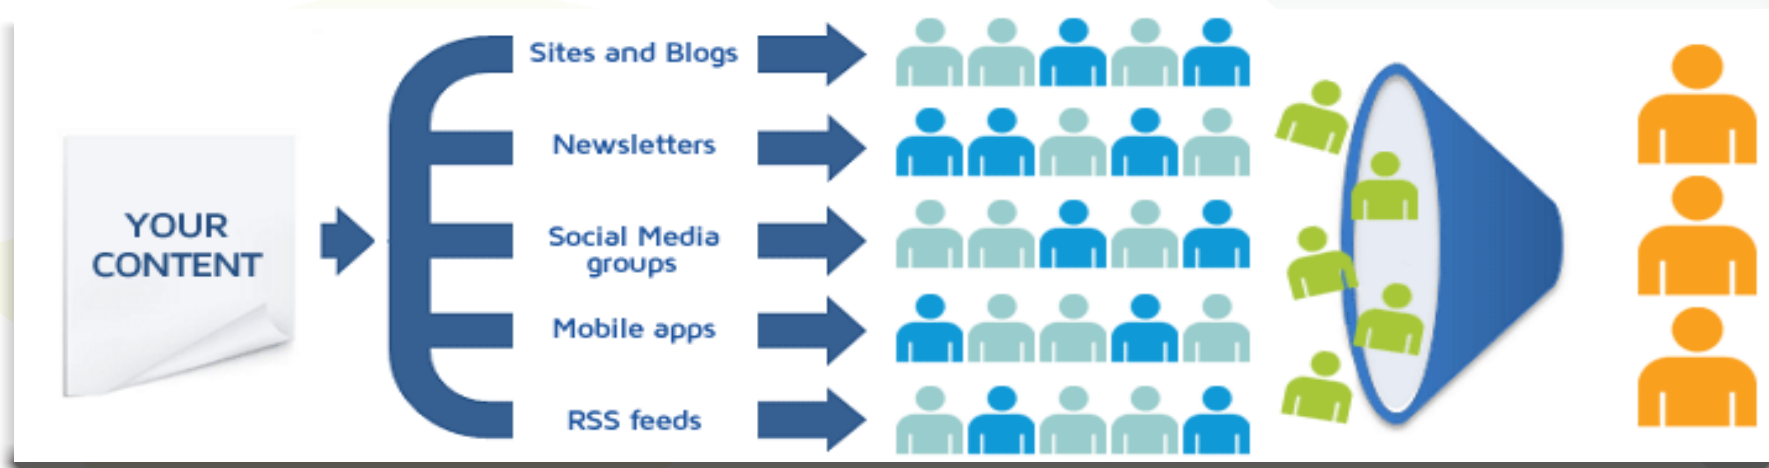 YOUR
CONTENT
Sites and Blogs
Newsletters
Social Media
groups
Mobile apps
RSS feeds